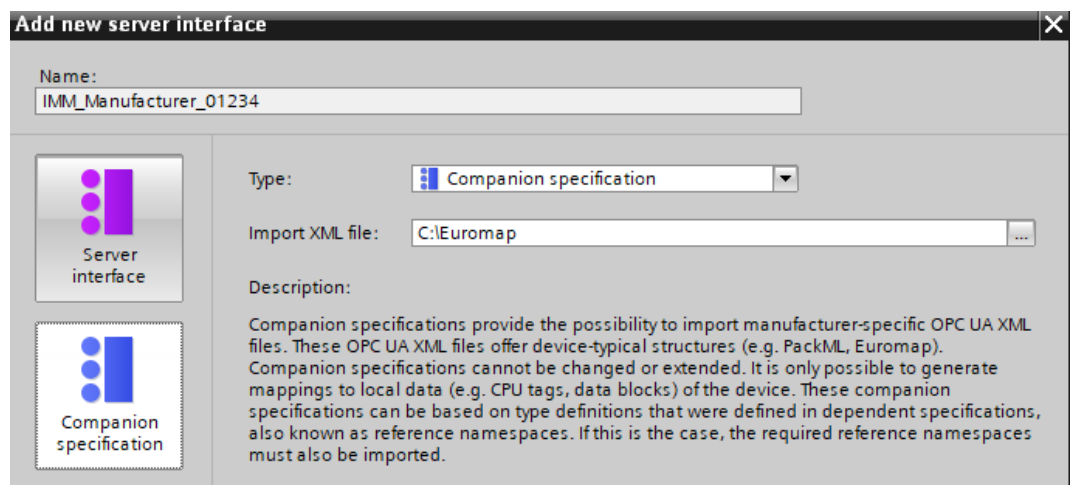 Add new server interface
Name:
IMM_Manufacturer_01234
Server
interface
Companion
specification
Type:
Companion specification
Import XML file:
C:\Euromap
...
Description:
Companion specifications provide the possibility to import manufacturer-specific OPC UA XML
files. These OPC UA XML files offer device-typical structures (e.g. PackML, Euromap).
Companion specifications cannot be changed or extended. It is only possible to generate
mappings to local data (e.g. CPU tags, data blocks) of the device. These companion
specifications can be based on type definitions that were defined in dependent specifications,
also known as reference namespaces. If this is the case, the required reference namespaces
must also be imported.